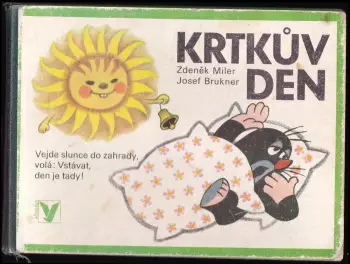 KRTKŮV
DEN
Zdeněk Miler
Josef Brukner
Vejde slunce do zahrady,
volá: Vstávat,
den je tady!